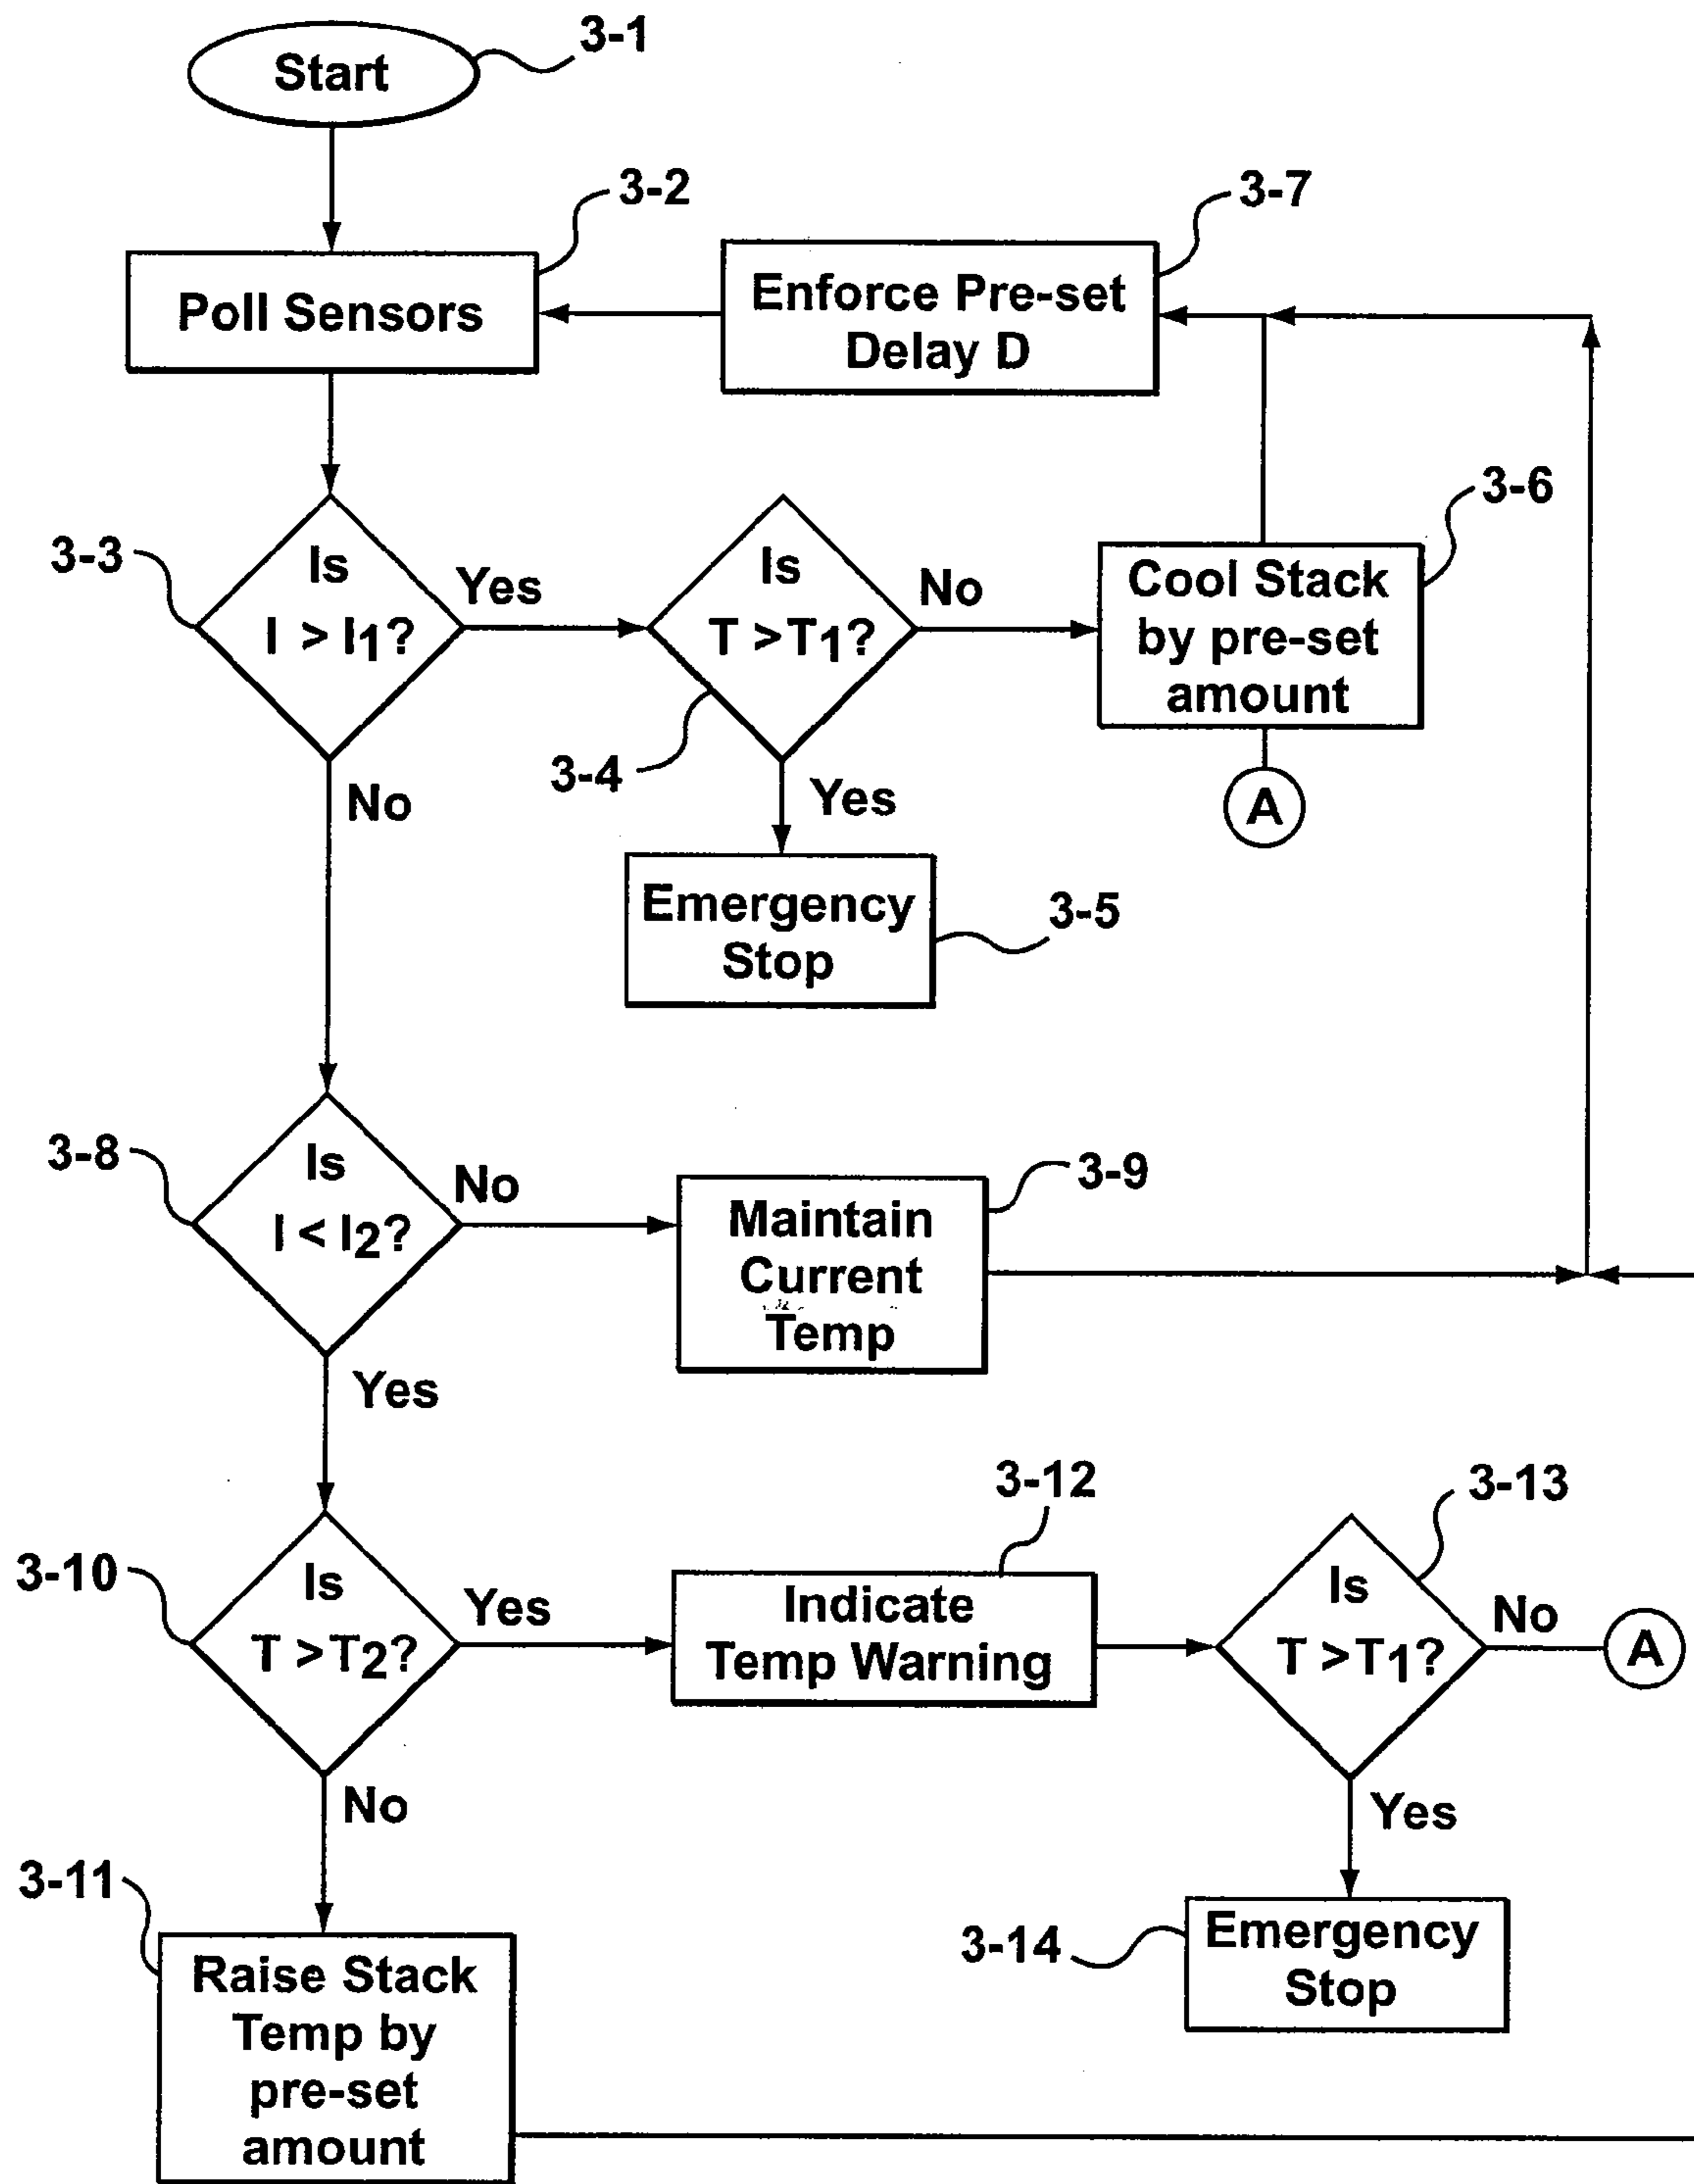 Start
3-1
3-2
3-7
Poll Sensors
Enforce Pre-set
Delay D
3-6
3-3
Is
I > I1?
Yes
Is
T > T1?
No
Cool Stack
by pre-set
amount
3-4
No
Yes
A
Emergency
Stop
3-5
3-8
Is
I < I2?
No
3-9
Maintain
Current
Temp
Yes
3-12
3-13
3-10
Is
T > T2?
Yes
Indicate
Temp Warning
Is
T > T1?
No
A
No
Yes
3-11
Raise Stack
Temp by
pre-set
amount
3-14
Emergency
Stop